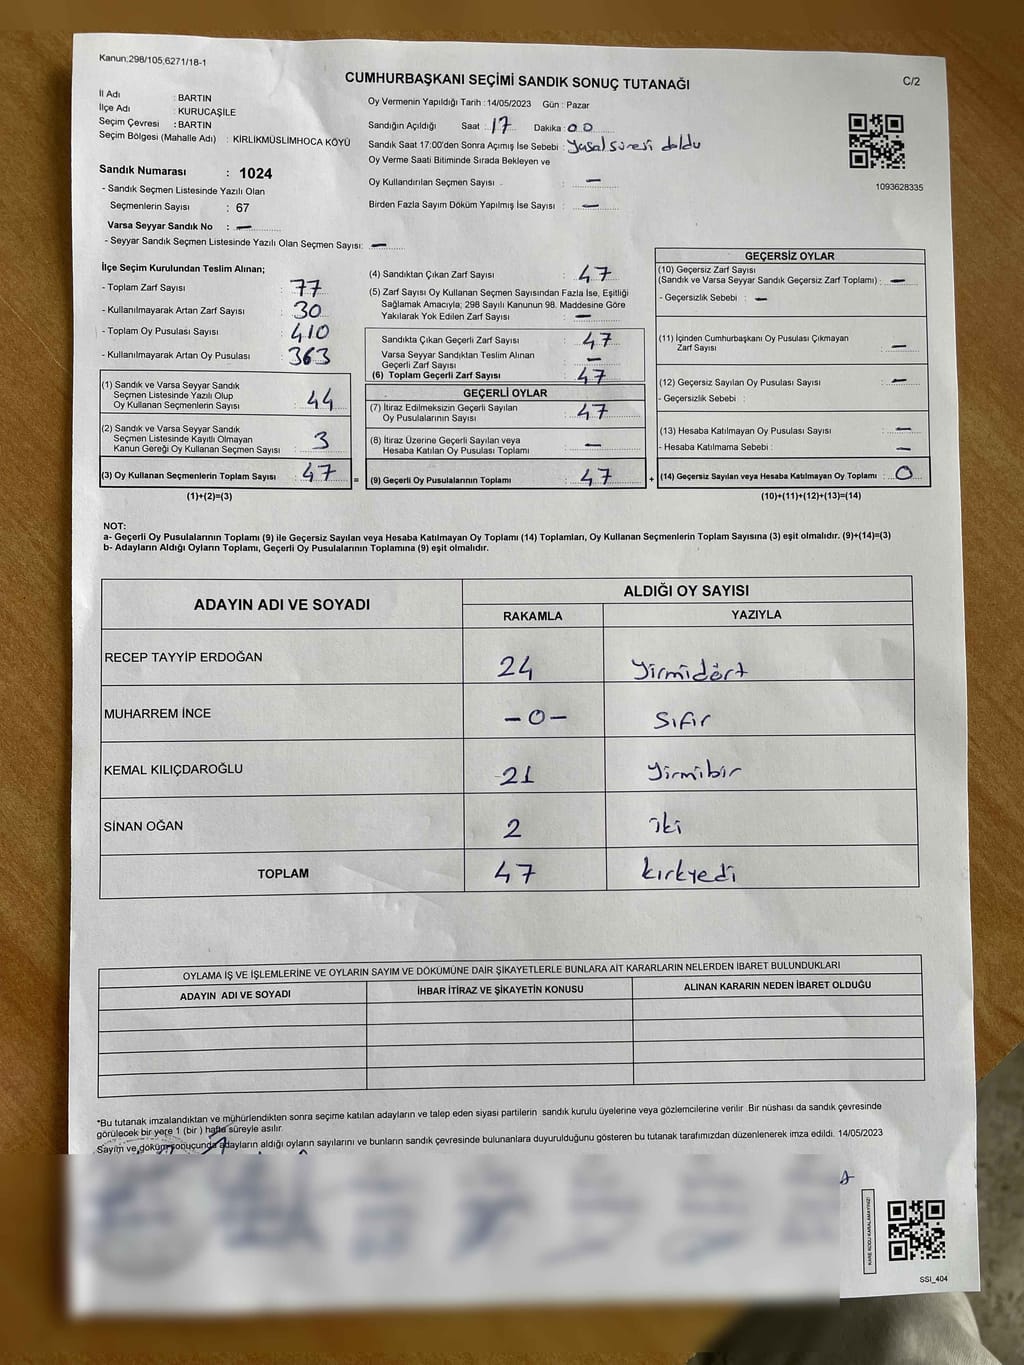 Kanun;298/105,6271/18-1
CUMHURBAŞKANI SEÇİMİ SANDIK SONUÇ TUTANAĞI
C/2
İl Adı : BARTIN
İlçe Adı : KURUCAŞİLE
Seçim Çevresi : BARTIN
Seçim Bölgesi (Mahalle Adı) : KİRLİKMÜSLİMHOCA KÖYÜ
Sandık Numarası : 1024
- Sandık Seçmen Listesinde Yazılı Olan
Seçmenlerin Sayısı : 67
Varsa Seyyar Sandık No : —
- Seyyar Sandık Seçmen Listesinde Yazılı Olan Seçmen Sayısı: —
Oy Vermenin Yapıldığı Tarih : 14/05/2023 Gün : Pazar
Sandığın Açıldığı Saat : 17 Dakika : 00
Sandık Saat 17:00'den Sonra Açımış İse Sebebi : Yasal süresi doldu
Oy Verme Saati Bitiminde Sırada Bekleyen ve
Oy Kullandırılan Seçmen Sayısı : —
Birden Fazla Sayım Döküm Yapılmış İse Sayısı : —
1093628335
İlçe Seçim Kurulundan Teslim Alınan;
- Toplam Zarf Sayısı : 77
- Kullanılmayarak Artan Zarf Sayısı : 30
- Toplam Oy Pusulası Sayısı : 410
- Kullanılmayarak Artan Oy Pusulası : 363
(1) Sandık ve Varsa Seyyar Sandık
Seçmen Listesinde Yazılı Olup
Oy Kullanan Seçmenlerin Sayısı : 44
(2) Sandık ve Varsa Seyyar Sandık
Seçmen Listesinde Kayıtlı Olmayan
Kanun Gereği Oy Kullanan Seçmen Sayısı : 3
(3) Oy Kullanan Seçmenlerin Toplam Sayısı : 47 =
(1)+(2)=(3)
(4) Sandıktan Çıkan Zarf Sayısı : 47
(5) Zarf Sayısı Oy Kullanan Seçmen Sayısından Fazla İse, Eşitliği
Sağlamak Amacıyla; 298 Sayılı Kanunun 98. Maddesine Göre
Yakılarak Yok Edilen Zarf Sayısı : —
Sandıkta Çıkan Geçerli Zarf Sayısı : 47
Varsa Seyyar Sandıktan Teslim Alınan
Geçerli Zarf Sayısı : —
(6) Toplam Geçerli Zarf Sayısı : 47
GEÇERLİ OYLAR
(7) İtiraz Edilmeksizin Geçerli Sayılan
Oy Pusulalarının Sayısı : 47
(8) İtiraz Üzerine Geçerli Sayılan veya
Hesaba Katılan Oy Pusulası Toplamı : —
(9) Geçerli Oy Pusulalarının Toplamı : 47 +
GEÇERSİZ OYLAR
(10) Geçersiz Zarf Sayısı
(Sandık ve Varsa Seyyar Sandık Geçersiz Zarf Toplamı) : —
- Geçersizlik Sebebi : —
(11) İçinden Cumhurbaşkanı Oy Pusulası Çıkmayan
Zarf Sayısı : —
(12) Geçersiz Sayılan Oy Pusulası Sayısı : —
- Geçersizlik Sebebi :
(13) Hesaba Katılmayan Oy Pusulası Sayısı : —
- Hesaba Katılmama Sebebi : —
(14) Geçersiz Sayılan veya Hesaba Katılmayan Oy Toplamı : 0
(10)+(11)+(12)+(13)=(14)
NOT:
a- Geçerli Oy Pusulalarının Toplamı (9) ile Geçersiz Sayılan veya Hesaba Katılmayan Oy Toplamı (14) Toplamları, Oy Kullanan Seçmenlerin Toplam Sayısına (3) eşit olmalıdır. (9)+(14)=(3)
b- Adayların Aldığı Oyların Toplamı, Geçerli Oy Pusulalarının Toplamına (9) eşit olmalıdır.
ADAYIN ADI VE SOYADI ALDIĞI OY SAYISI
RAKAMLA YAZIYLA
RECEP TAYYİP ERDOĞAN 24 Yirmidört
MUHARREM İNCE -0- Sıfır
KEMAL KILIÇDAROĞLU 21 Yirmibir
SİNAN OĞAN 2 iki
TOPLAM 47 kırkyedi
OYLAMA İŞ VE İŞLEMLERİNE VE OYLARIN SAYIM VE DÖKÜMÜNE DAİR ŞİKAYETLERLE BUNLARA AİT KARARLARIN NELERDEN İBARET BULUNDUKLARI
ADAYIN ADI VE SOYADI İHBAR İTİRAZ VE ŞİKAYETİN KONUSU ALINAN KARARIN NEDEN İBARET OLDUĞU
*Bu tutanak imzalandıktan ve mühürlendikten sonra seçime katılan adayların ve talep eden siyasi partilerin sandık kurulu üyelerine veya gözlemcilerine verilir .Bir nüshası da sandık çevresinde
görülecek bir yere 1 (bir ) hafta süreyle asılır.
Sayım ve döküm sonucunda adayların aldığı oyların sayılarını ve bunların sandık çevresinde bulunanlara duyurulduğunu gösteren bu tutanak tarafımızdan düzenlenerek imza edildi. 14/05/2023
KARE KODU KARALAMAYINIZ!
SSİ_404